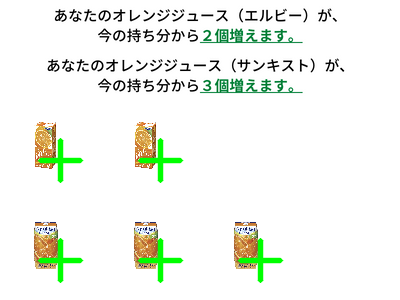 あなたのオレンジジュース（エルビー）が、
今の持ち分から２個増えます。
あなたのオレンジジュース（サンキスト）が、
今の持ち分から３個増えます。